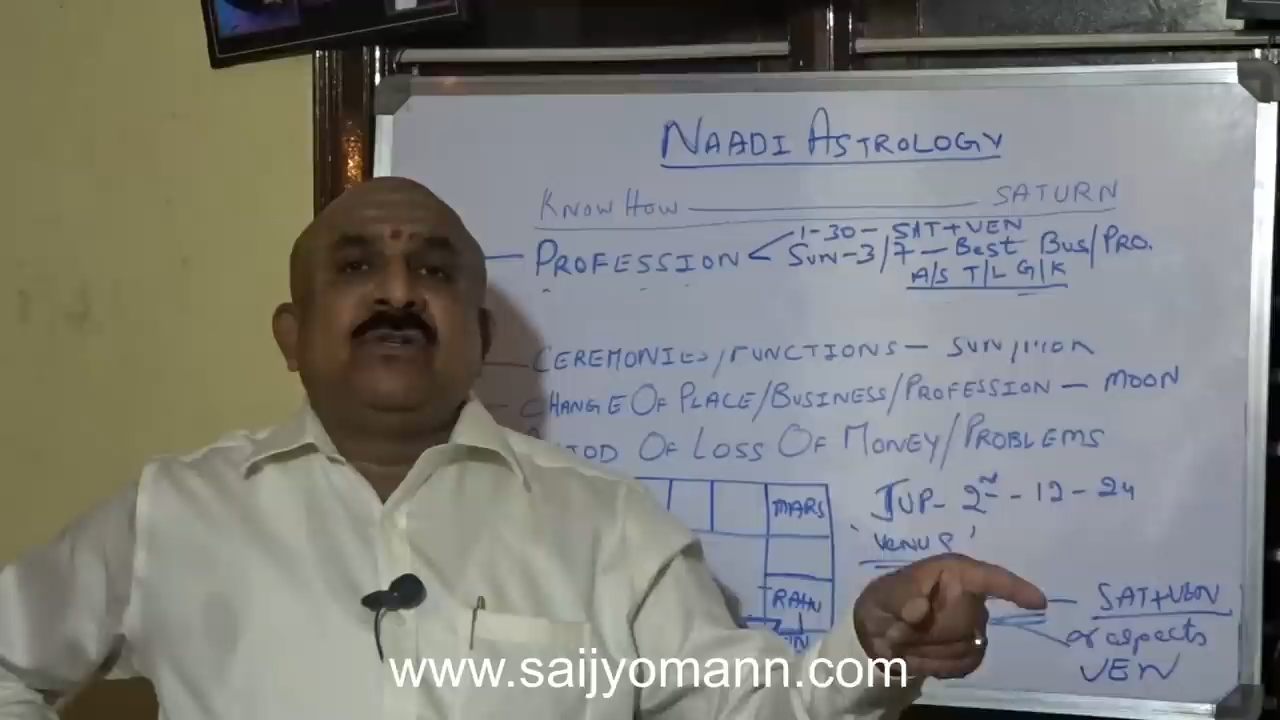 NAADI ASTROLOGY
KNOW HOW ———————— SATURN
1-30 - SAT+VEN
— PROFESSION < SUN-3/7 - Best Bus/PRO.
A/S T/L G/K
— CEREMONIES/FUNCTIONS —
CHANGE OF PLACE/BUSINESS/PROFESSION — MOON
OF LOSS OF MONEY/PROBLEMS
MARS
JUP- 2nd - 12 - 24
'VENUS'
RAHU
— SAT+VEN
or aspects
VEN
www.saijyomann.com